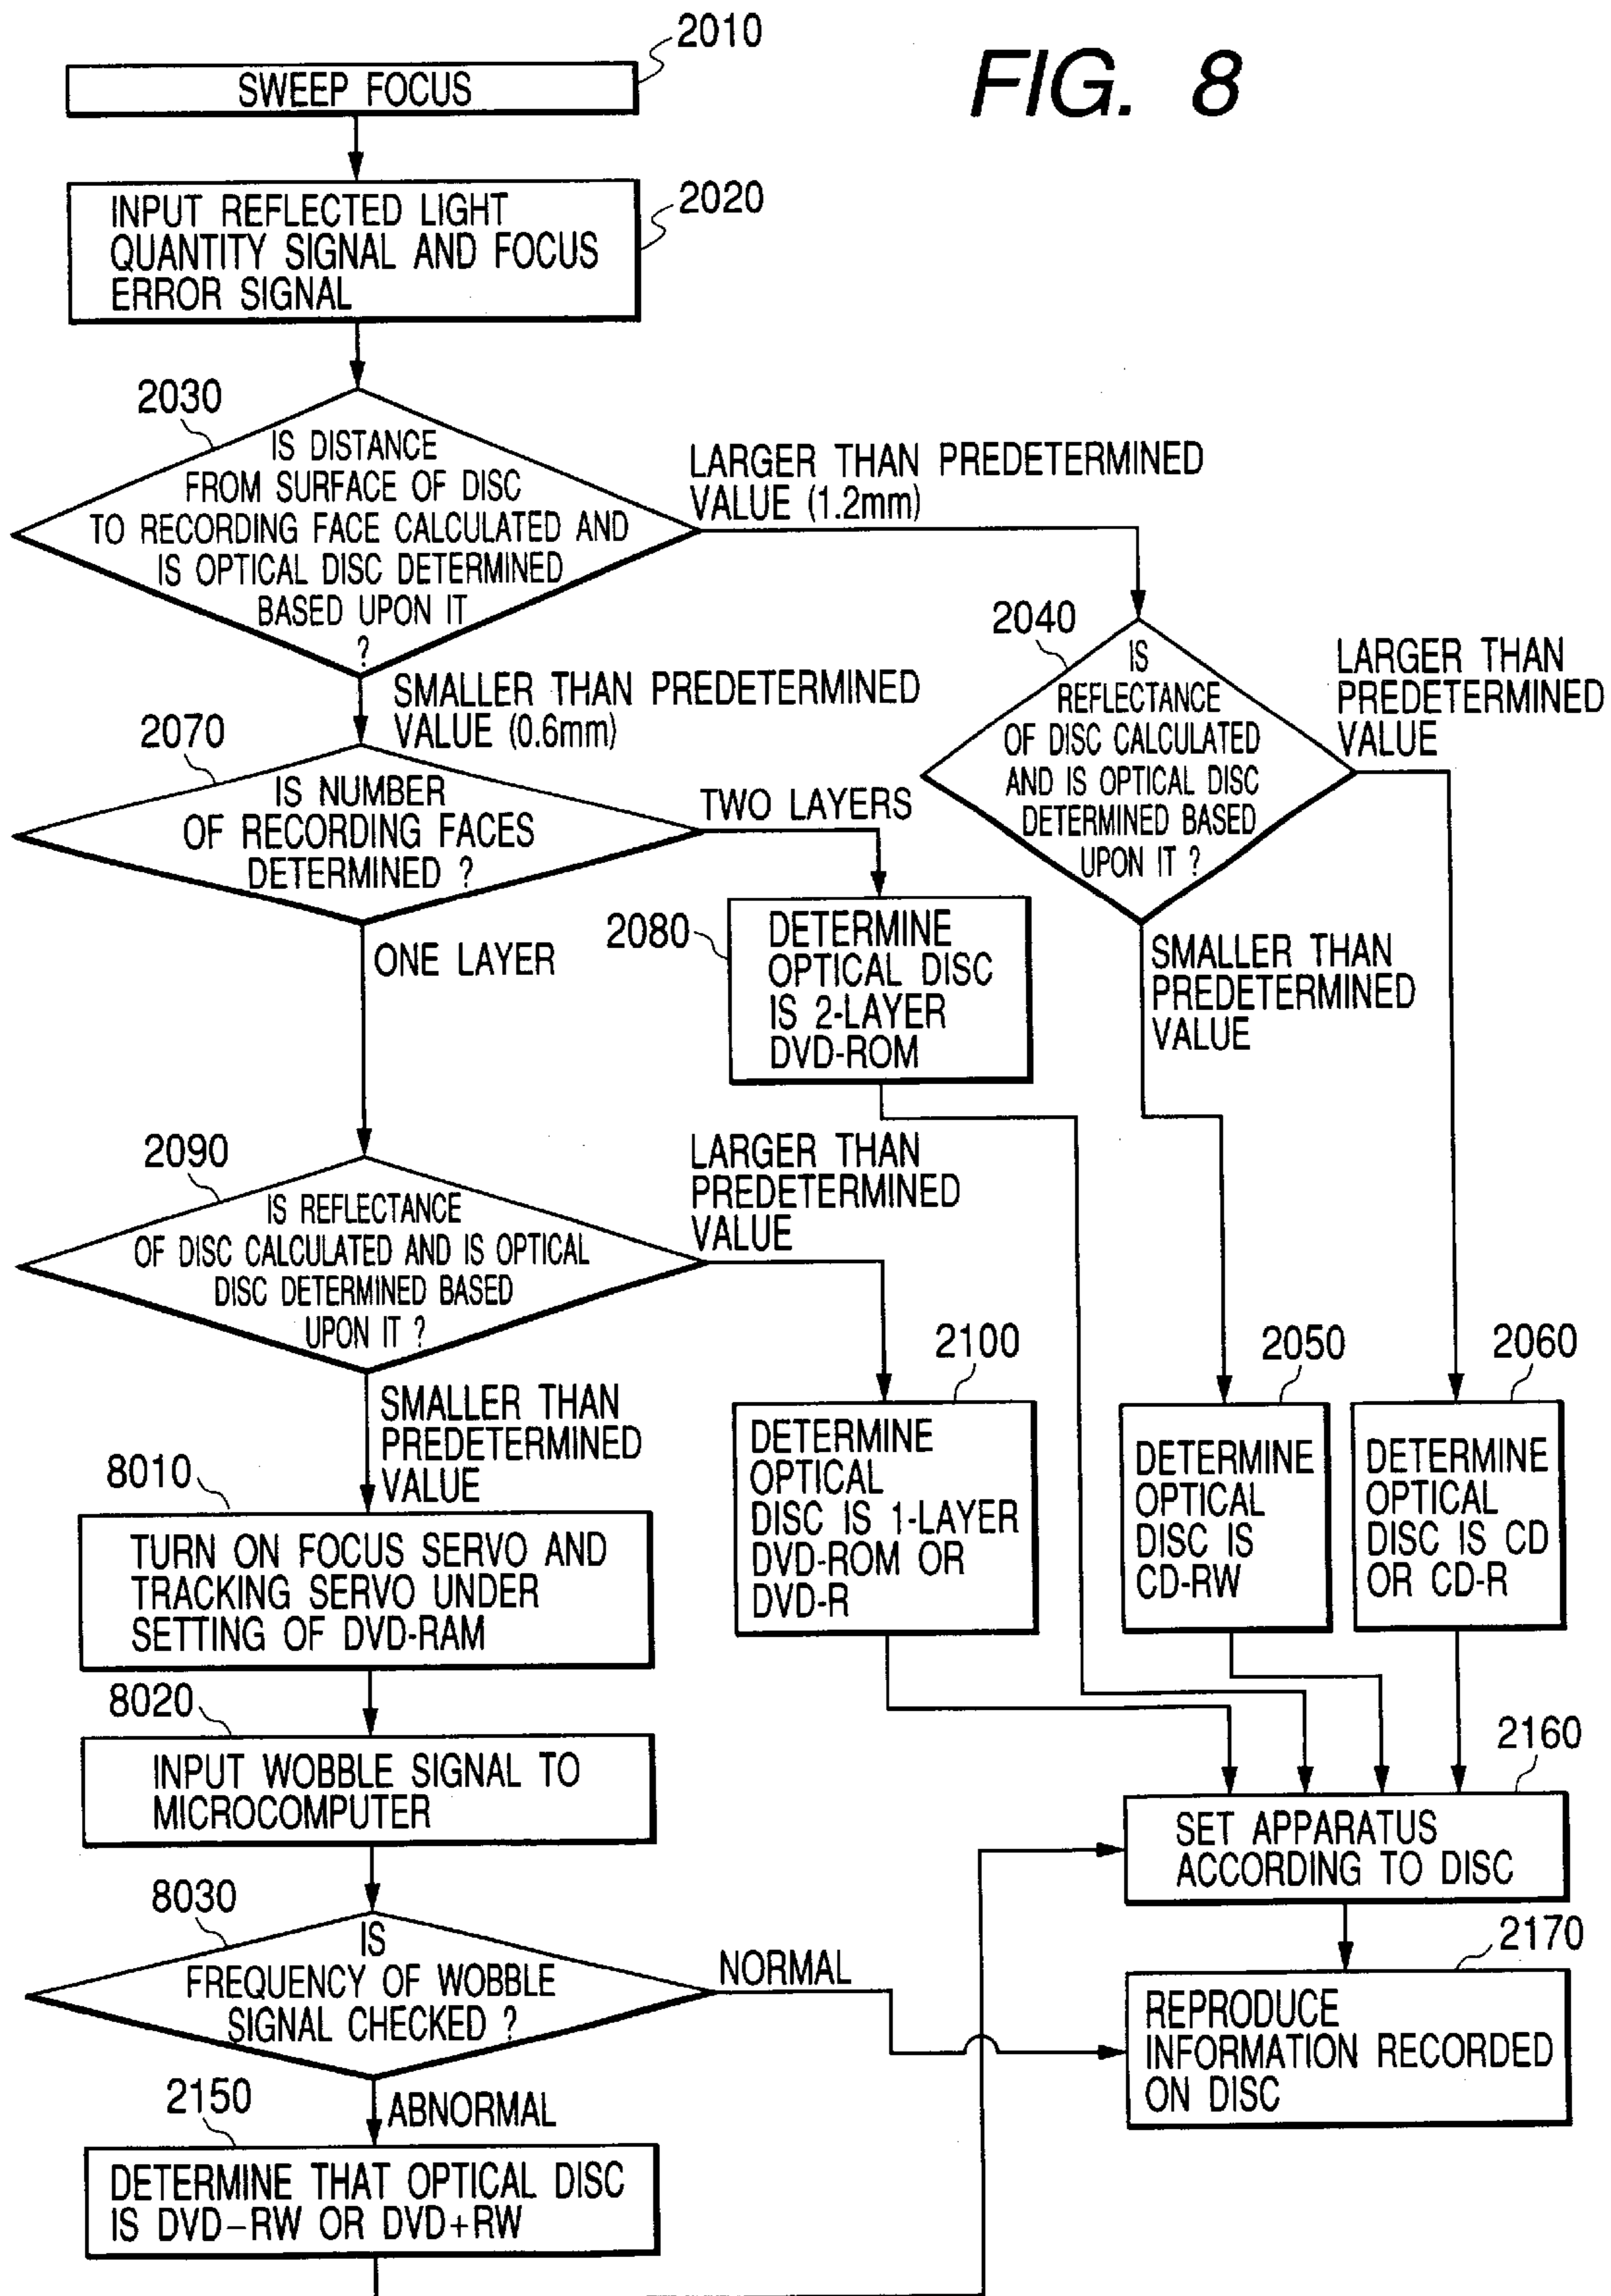 FIG. 8
2010
SWEEP FOCUS
2020
INPUT REFLECTED LIGHT
QUANTITY SIGNAL AND FOCUS
ERROR SIGNAL
2030
IS DISTANCE
FROM SURFACE OF DISC
TO RECORDING FACE CALCULATED AND
IS OPTICAL DISC DETERMINED
BASED UPON IT
?
LARGER THAN PREDETERMINED
VALUE (1.2mm)
SMALLER THAN PREDETERMINED
VALUE (0.6mm)
2040
IS
REFLECTANCE
OF DISC CALCULATED
AND IS OPTICAL DISC
DETERMINED BASED
UPON IT ?
LARGER THAN
PREDETERMINED
VALUE
SMALLER THAN
PREDETERMINED
VALUE
2070
IS NUMBER
OF RECORDING FACES
DETERMINED ?
TWO LAYERS
ONE LAYER
2080
DETERMINE
OPTICAL DISC
IS 2-LAYER
DVD-ROM
2090
IS REFLECTANCE
OF DISC CALCULATED AND IS OPTICAL
DISC DETERMINED BASED
UPON IT ?
LARGER THAN
PREDETERMINED
VALUE
SMALLER THAN
PREDETERMINED
VALUE
2100
DETERMINE
OPTICAL
DISC IS 1-LAYER
DVD-ROM OR
DVD-R
2050
DETERMINE
OPTICAL
DISC IS
CD-RW
2060
DETERMINE
OPTICAL
DISC IS CD
OR CD-R
8010
TURN ON FOCUS SERVO AND
TRACKING SERVO UNDER
SETTING OF DVD-RAM
8020
INPUT WOBBLE SIGNAL TO
MICROCOMPUTER
8030
IS
FREQUENCY OF WOBBLE
SIGNAL CHECKED ?
NORMAL
ABNORMAL
2150
DETERMINE THAT OPTICAL DISC
IS DVD-RW OR DVD+RW
2160
SET APPARATUS
ACCORDING TO DISC
2170
REPRODUCE
INFORMATION RECORDED
ON DISC